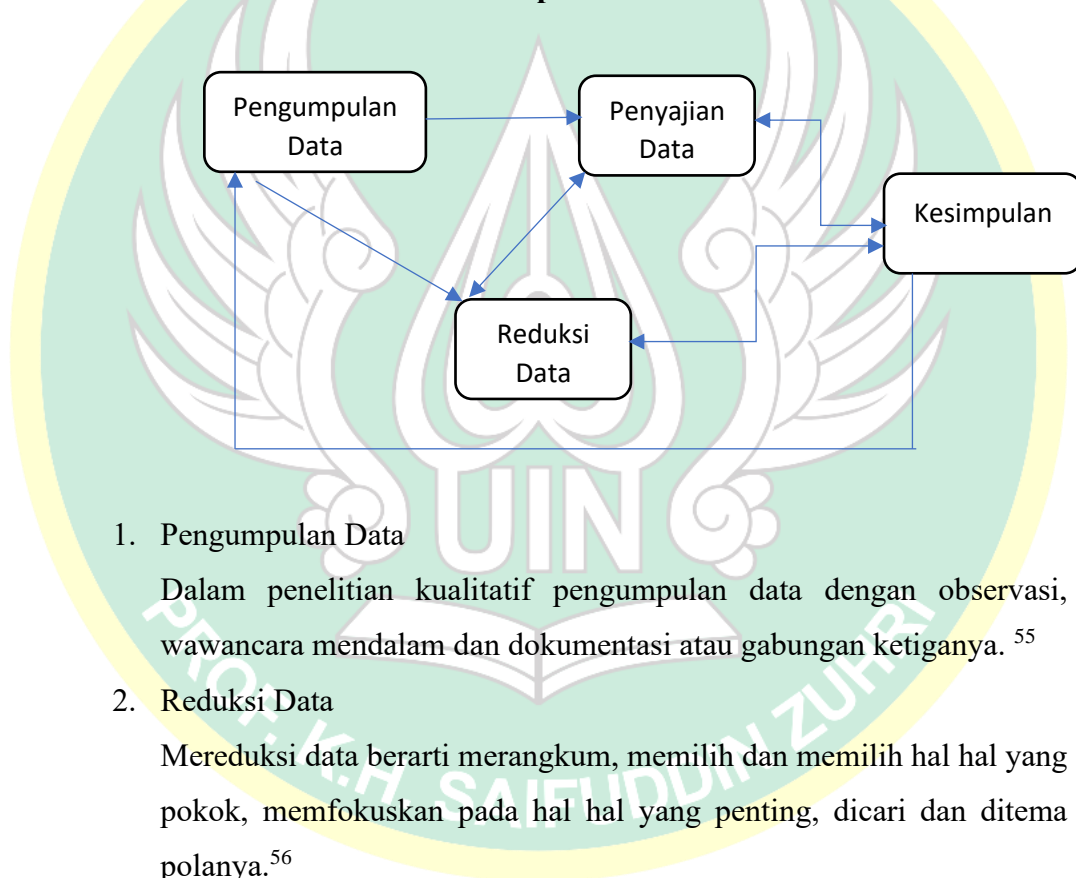 Pengumpulan
Data
Penyajian
Data
Kesimpulan
Reduksi
Data
UIN
PROF. K.H. SAIFUDDIN ZUHRI
1. Pengumpulan Data
Dalam penelitian kualitatif pengumpulan data dengan observasi,
wawancara mendalam dan dokumentasi atau gabungan ketiganya. 55
2. Reduksi Data
Mereduksi data berarti merangkum, memilih dan memilih hal hal yang
pokok, memfokuskan pada hal hal yang penting, dicari dan ditema
polanya.56